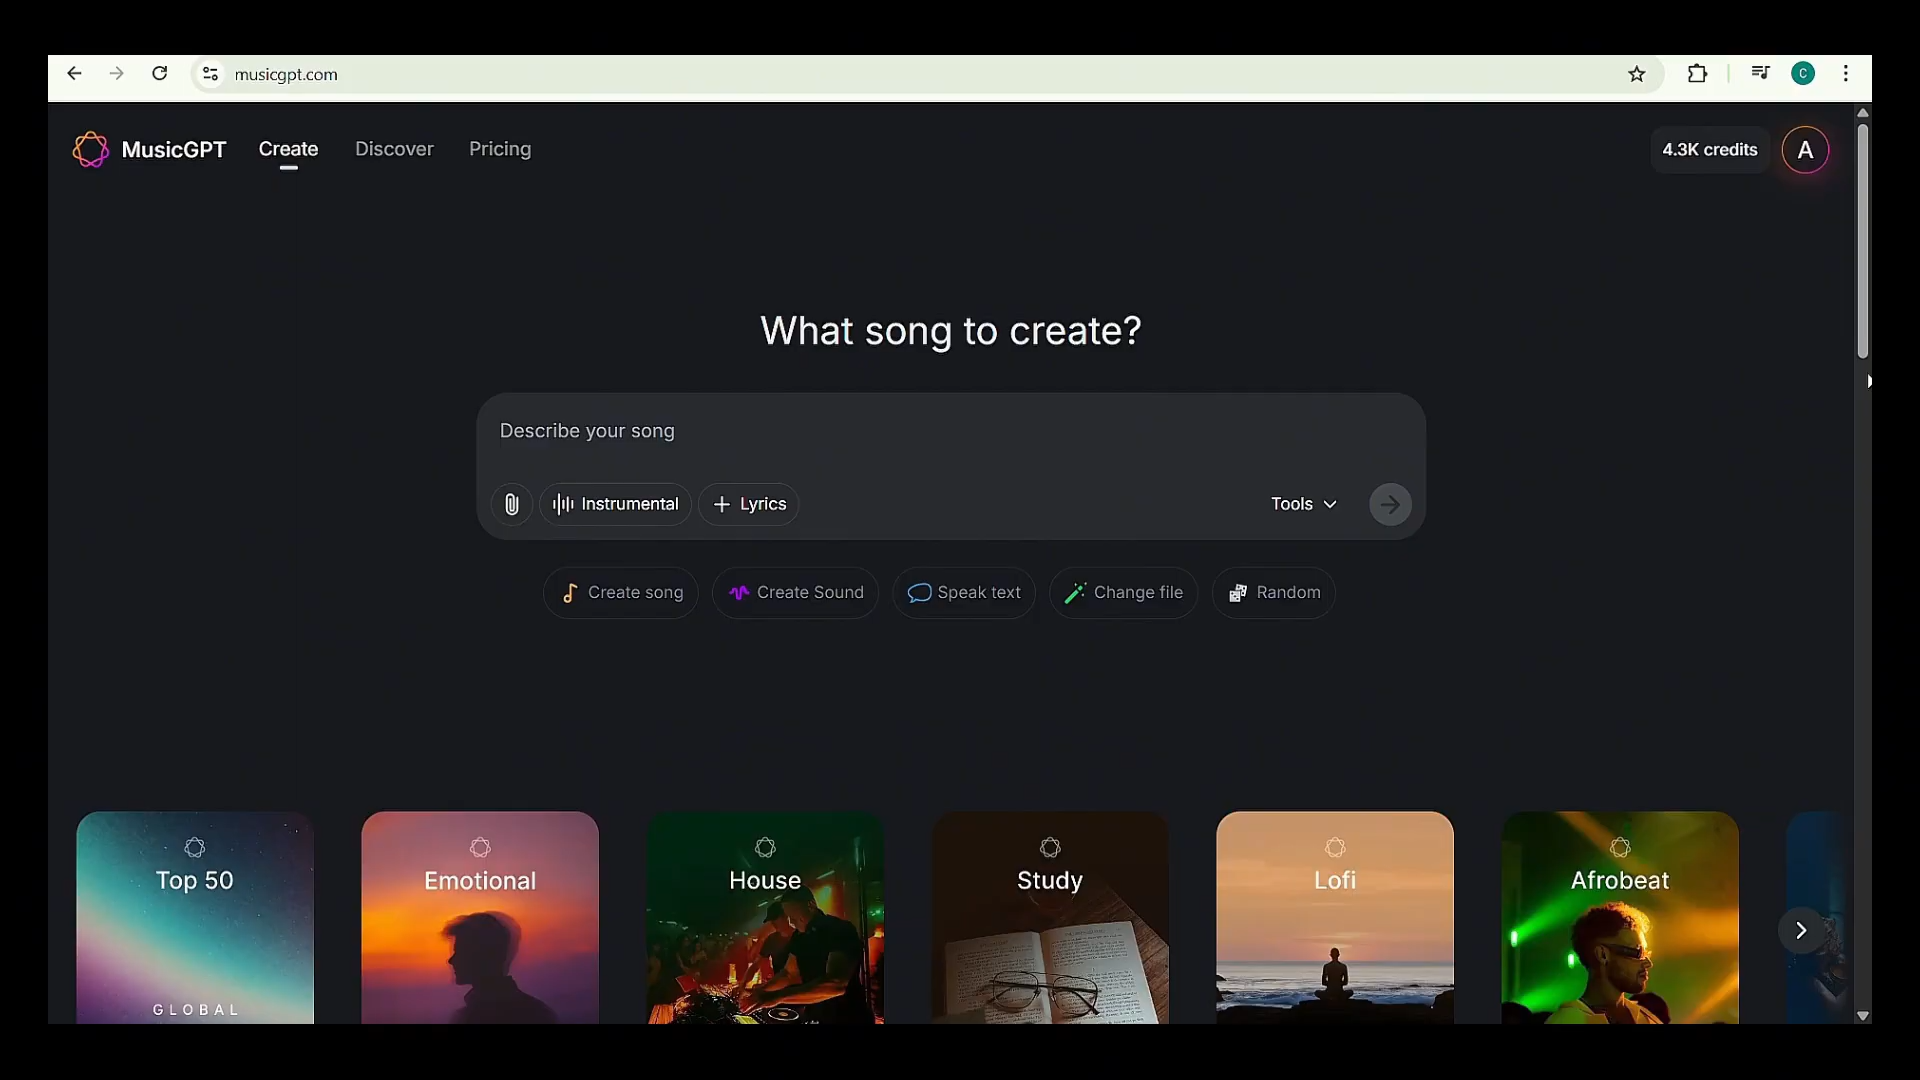 musicgpt.com
C
MusicGPT
Create
Discover
Pricing
4.3K credits
A
What song to create?
Describe your song
Instrumental
Lyrics
Tools
Create song
Create Sound
Speak text
Change file
Random
Top 50
GLOBAL
Emotional
House
Study
Lofi
Afrobeat